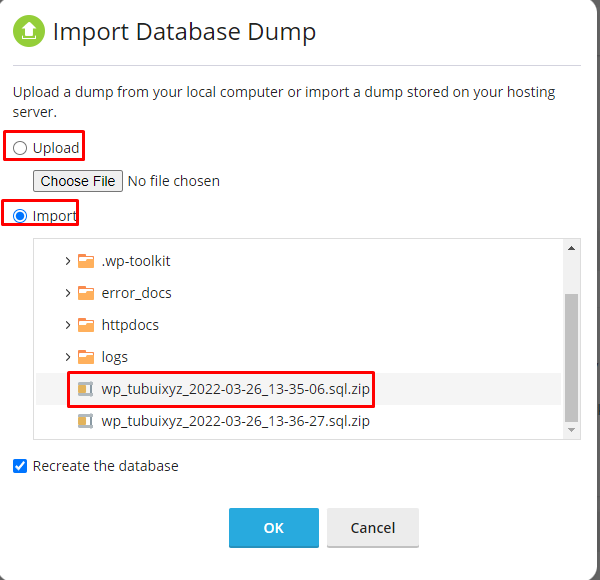 Import Database Dump
Upload a dump from your local computer or import a dump stored on your hosting
server.
Upload
Choose File No file chosen
Import
.wp-toolkit
error_docs
httpdocs
logs
wp_tubuixyz_2022-03-26_13-35-06.sql.zip
wp_tubuixyz_2022-03-26_13-36-27.sql.zip
Recreate the database
OK Cancel